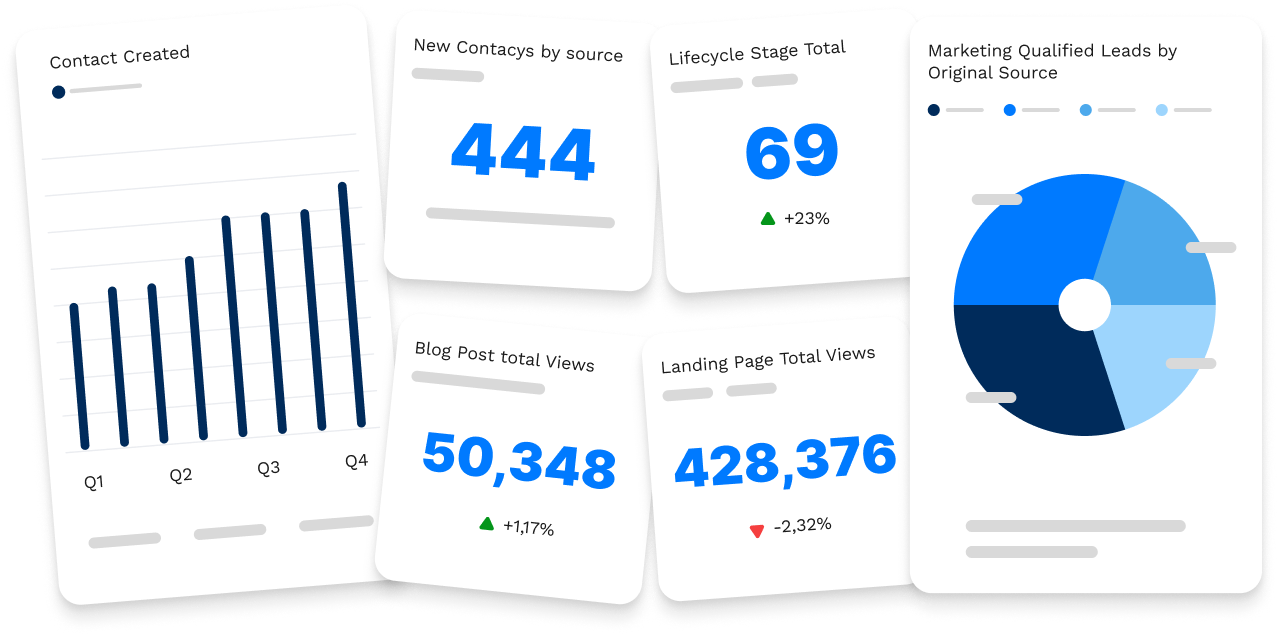 Contact Created
Q1
Q2
Q3
Q4
New Contacys by source
444
Lifecycle Stage Total
69
+23%
Blog Post total Views
50,348
+1,17%
Landing Page Total Views
428,376
-2,32%
Marketing Qualified Leads by
Original Source